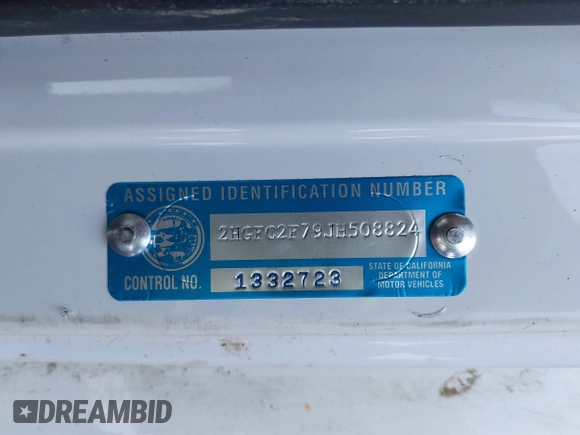 ASSIGNED IDENTIFICATION NUMBER
2HGFC2F79JH508824
CONTROL NO. 1332723
STATE OF CALIFORNIA
DEPARTMENT OF
MOTOR VEHICLES
DREAMBID